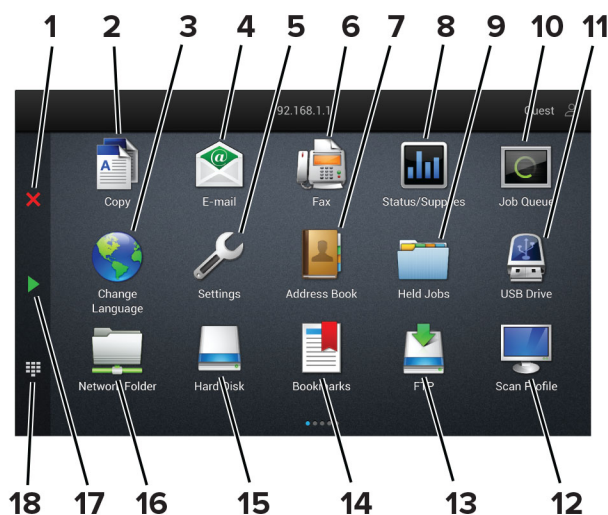 1 2 3 4 5 6 7 8 9 10 11
92.168.1.1
Guest
Copy E-mail Fax Status/Supplies Job Queue
Change
Language
Settings Address Book Held Jobs USB Drive
Network Folder Hard Disk Bookmarks FTP Scan Profile
18 17 16 15 14 13 12